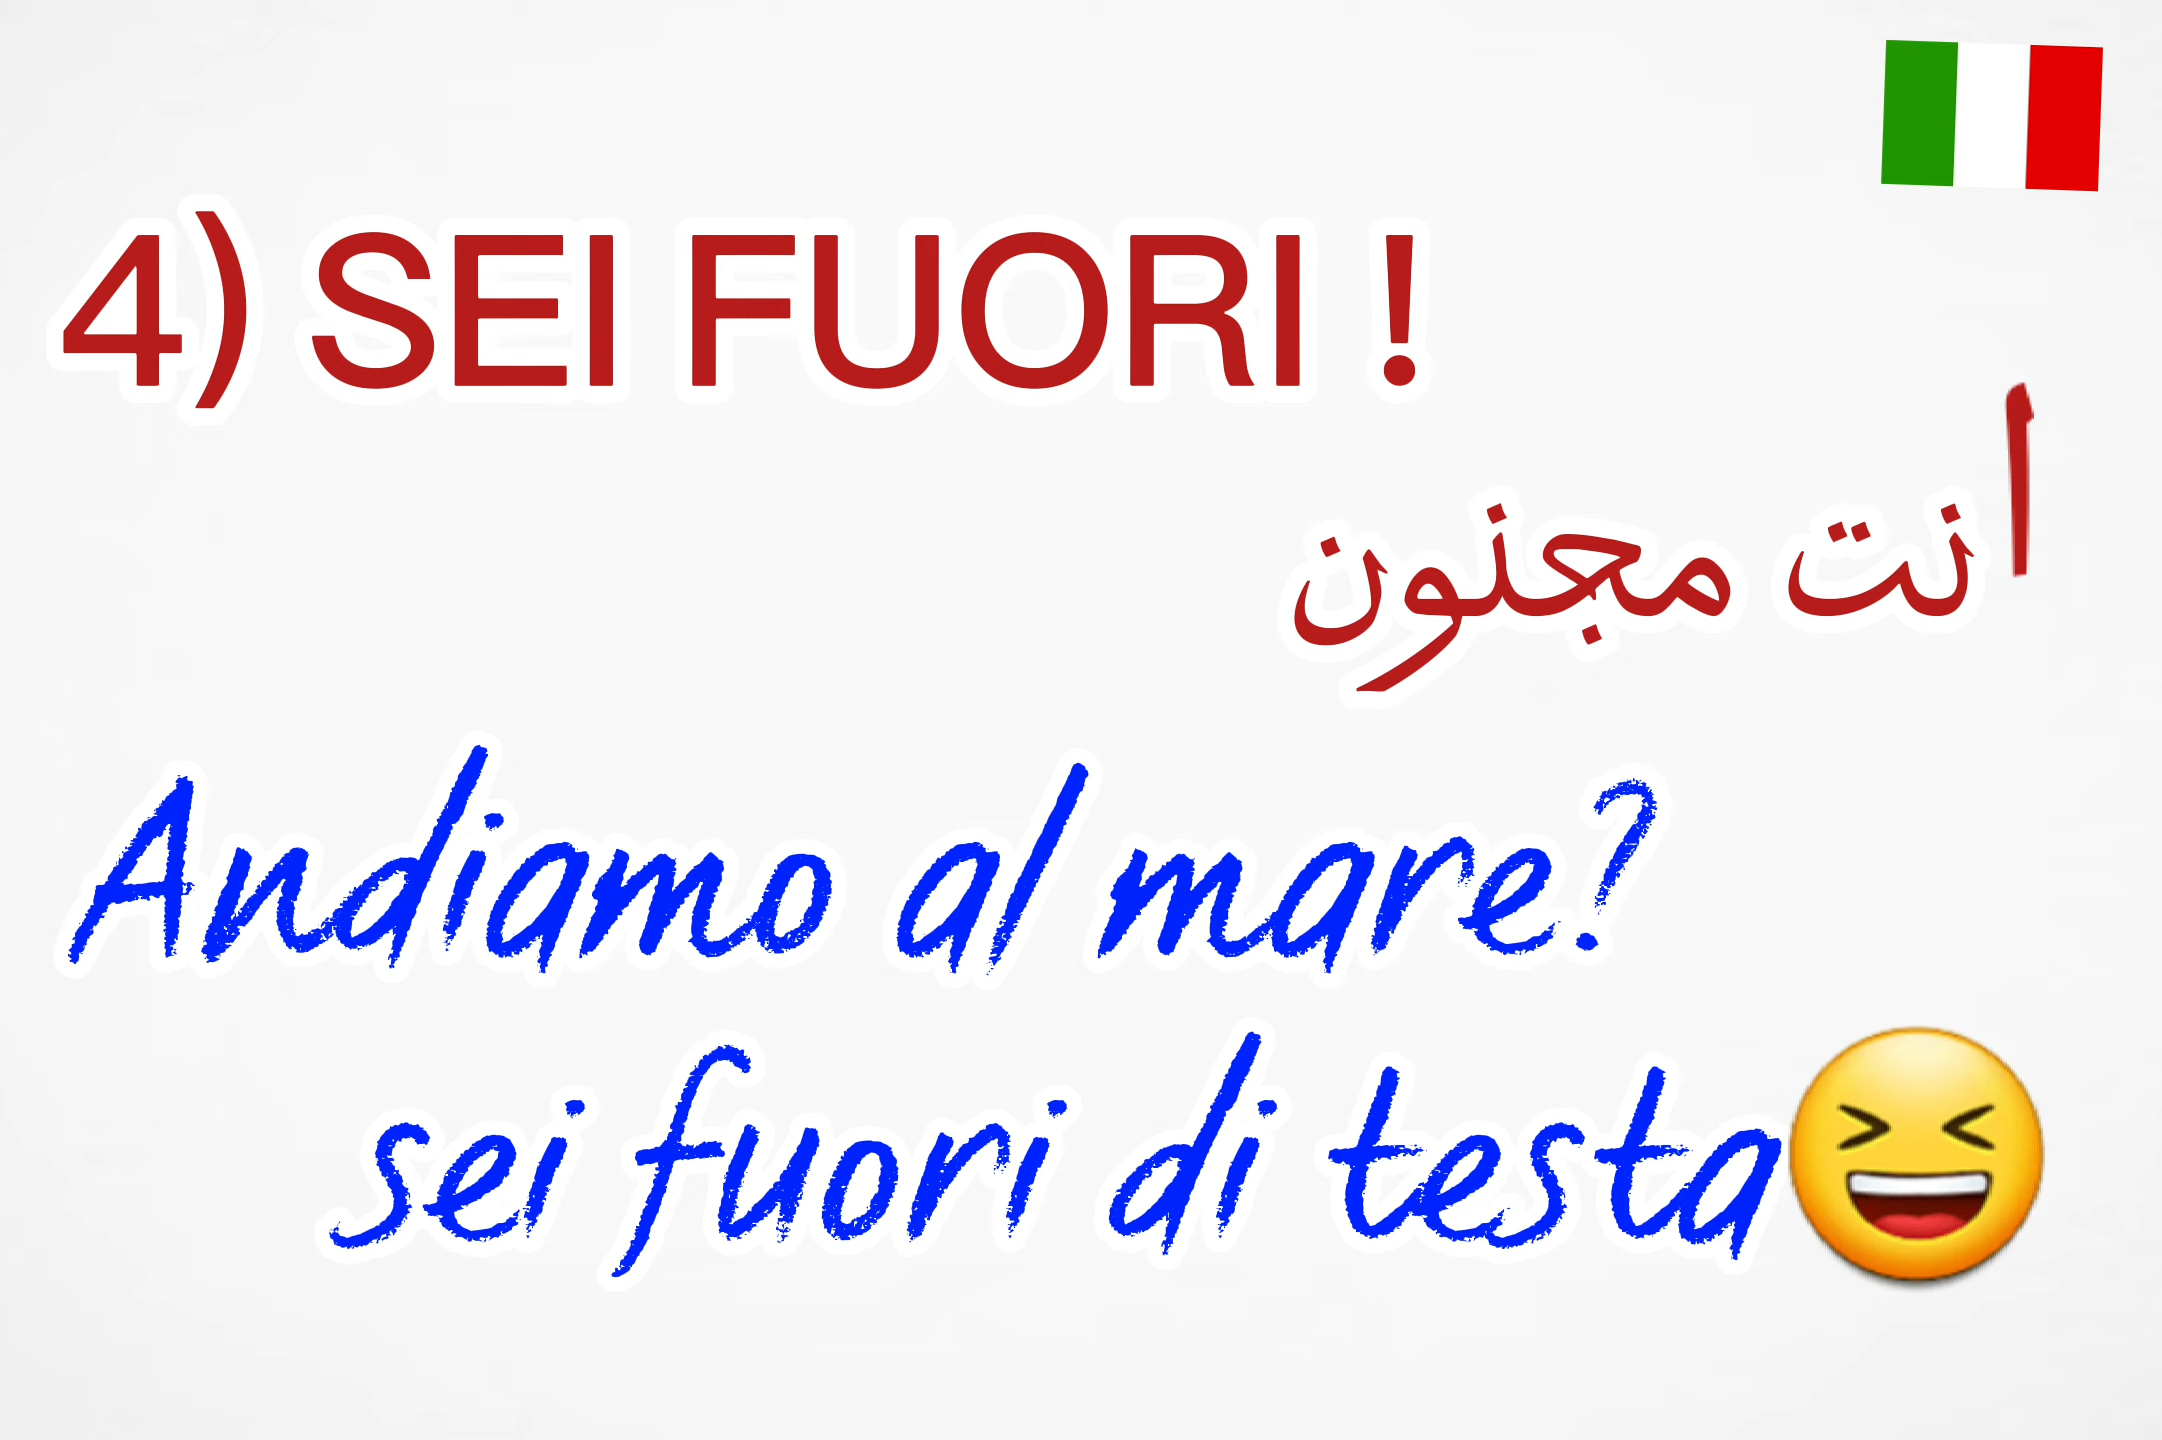 4) SEI FUORI !
انت مجنون
Andiamo al mare?
sei fuori di testa😆